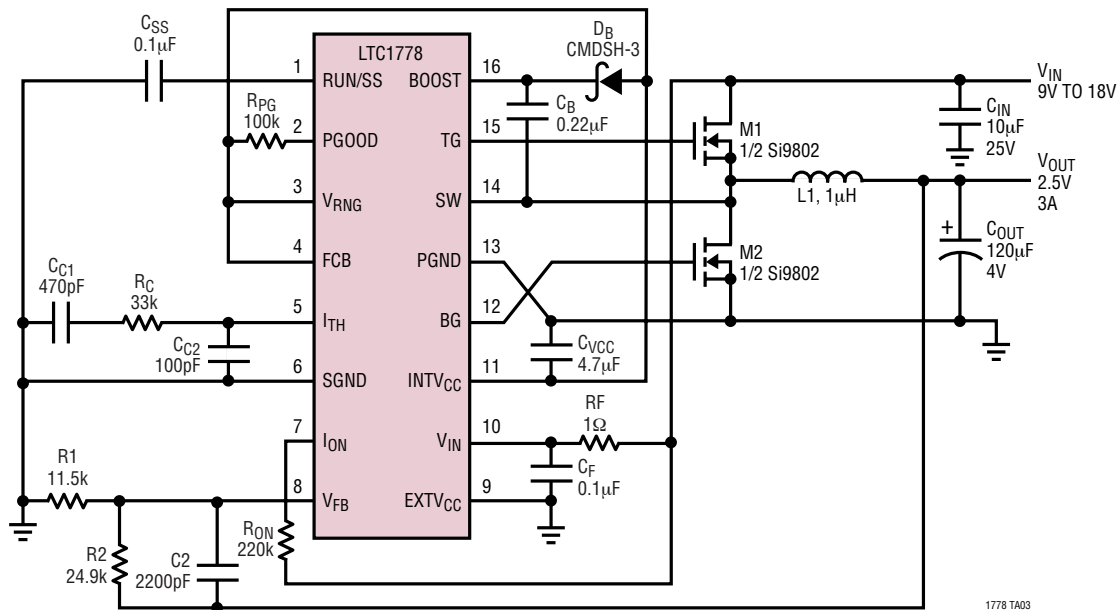 CSS
0.1µF
LTC1778
DB
CMDSH-3
1
RUN/SS
BOOST
16
RPG
100k
2
PGOOD
TG
15
CB
0.22µF
M1
1/2 Si9802
VIN
9V TO 18V
CIN
10µF
25V
3
VRNG
SW
14
L1, 1µH
VOUT
2.5V
3A
4
FCB
PGND
13
M2
1/2 Si9802
+
COUT
120µF
4V
CC1
470pF
RC
33k
5
ITH
BG
12
CC2
100pF
CVCC
4.7µF
6
SGND
INTVCC
11
7
ION
VIN
10
RF
1Ω
R1
11.5k
8
VFB
EXTVCC
9
CF
0.1µF
RON
220k
R2
24.9k
C2
2200pF
1778 TA03